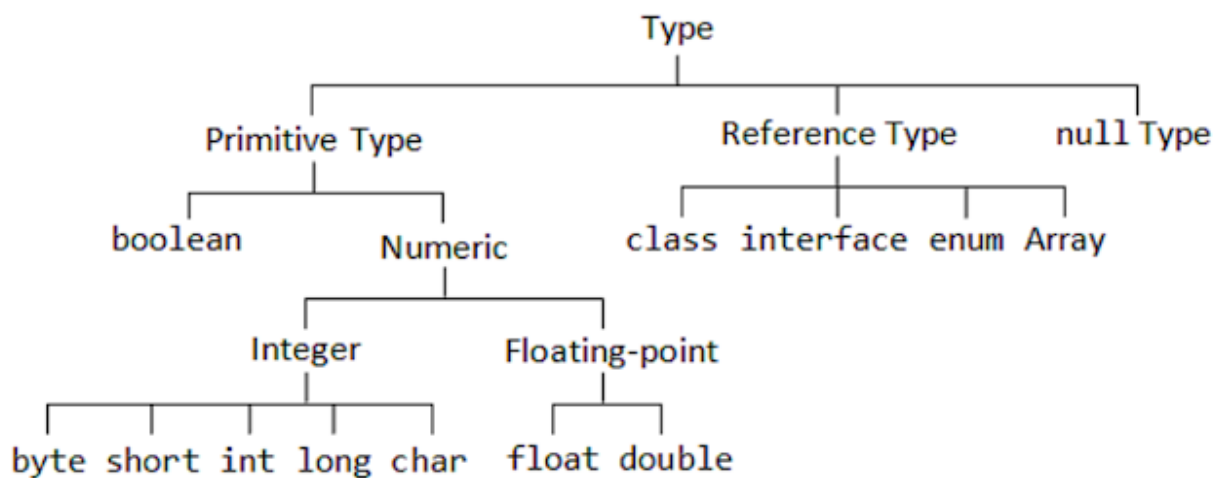 Type
Primitive Type Reference Type null Type
boolean Numeric class interface enum Array
Integer Floating-point
byte short int long char float double